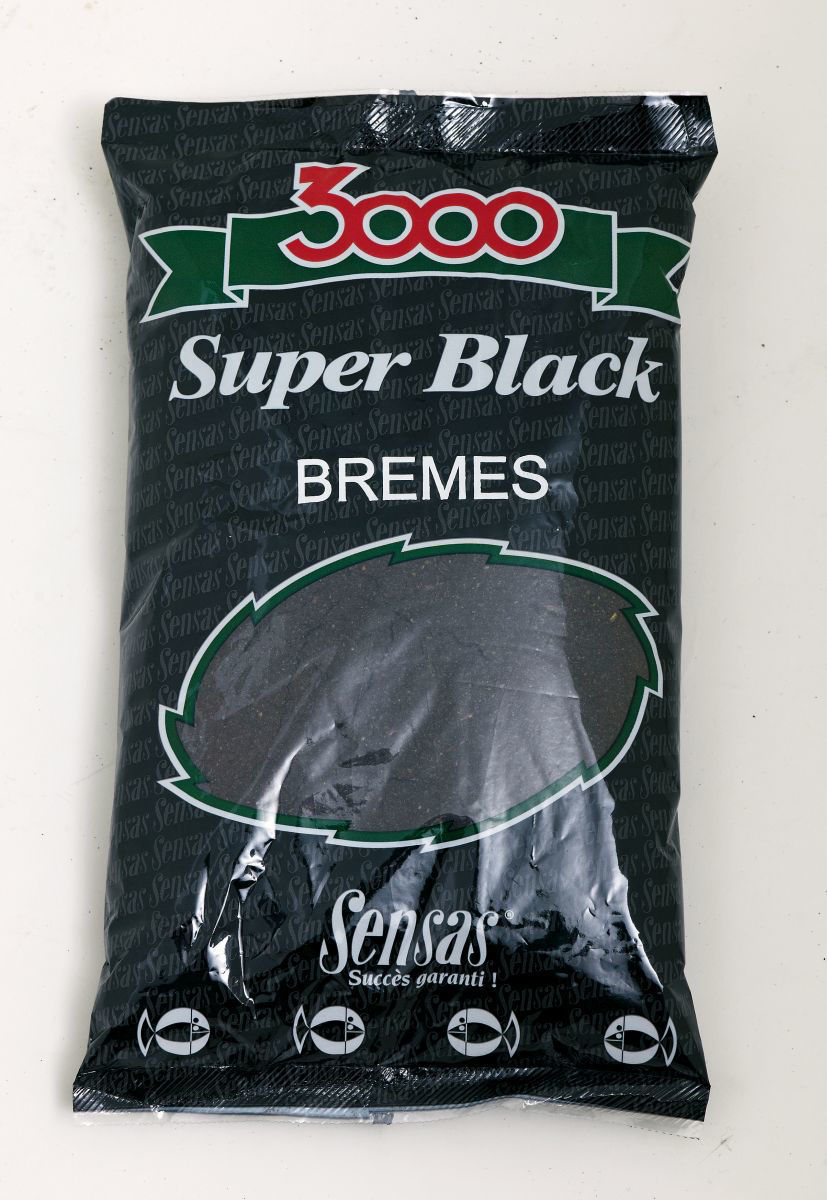 3000
Super Black
BREMES
Sensas®
Succès garanti !